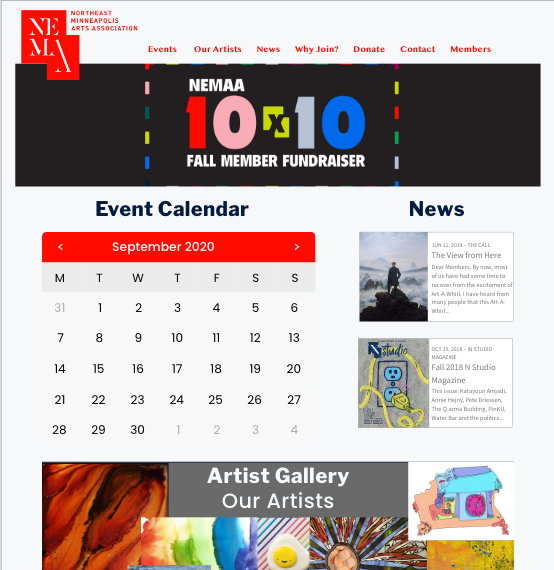 NE
MA
NORTHEAST
MINNEAPOLIS
ARTS ASSOCIATION
Events Our Artists News Why Join? Donate Contact Members
NEMAA
10x10
FALL MEMBER FUNDRAISER
Event Calendar
< September 2020 >
M T W T F S S
31 1 2 3 4 5 6
7 8 9 10 11 12 13
14 15 16 17 18 19 20
21 22 23 24 25 26 27
28 29 30 1 2 3 4
News
JUN 11, 2019 – THE CALL
The View from Here
Dear Members, By now, most
of us have had some time to
recover from the excitement of
Art-A-Whirl. I have heard from
many people that this Art-A-
Whirl...
N studio
OCT 15, 2018 – IN STUDIO
MAGAZINE
Fall 2018 N Studio
Magazine
This issue: Katayoun Amjadi,
Annie Hejny, Pete Driessen,
The Q.arma Building, PinKU,
Water Bar and the politics...
Artist Gallery
Our Artists